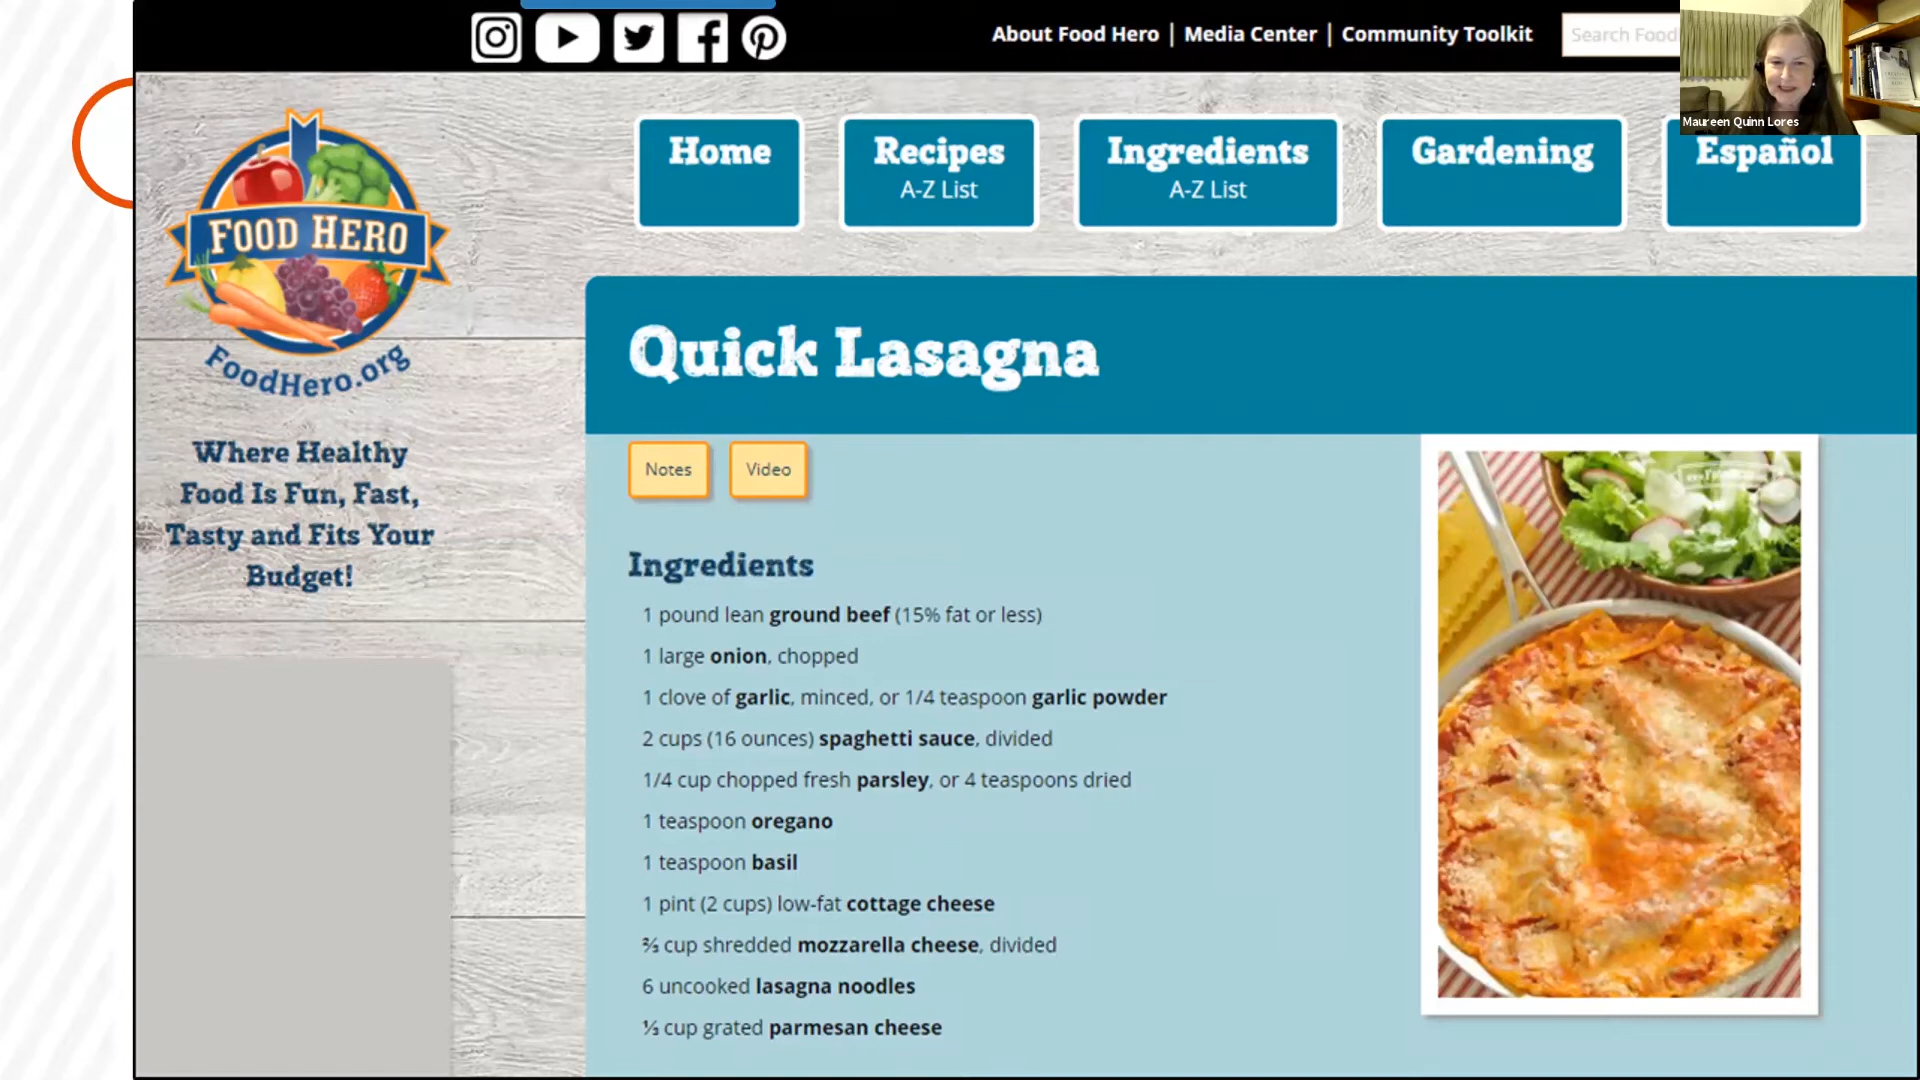 About Food Hero | Media Center | Community Toolkit
Search Food
Maureen Quinn Lores
Home
Recipes
A-Z List
Ingredients
A-Z List
Gardening
Español
FOOD HERO
FoodHero.org
Where Healthy
Food Is Fun, Fast,
Tasty and Fits Your
Budget!
Quick Lasagna
Notes
Video
Ingredients
1 pound lean ground beef (15% fat or less)
1 large onion, chopped
1 clove of garlic, minced, or 1/4 teaspoon garlic powder
2 cups (16 ounces) spaghetti sauce, divided
1/4 cup chopped fresh parsley, or 4 teaspoons dried
1 teaspoon oregano
1 teaspoon basil
1 pint (2 cups) low-fat cottage cheese
⅔ cup shredded mozzarella cheese, divided
6 uncooked lasagna noodles
⅓ cup grated parmesan cheese